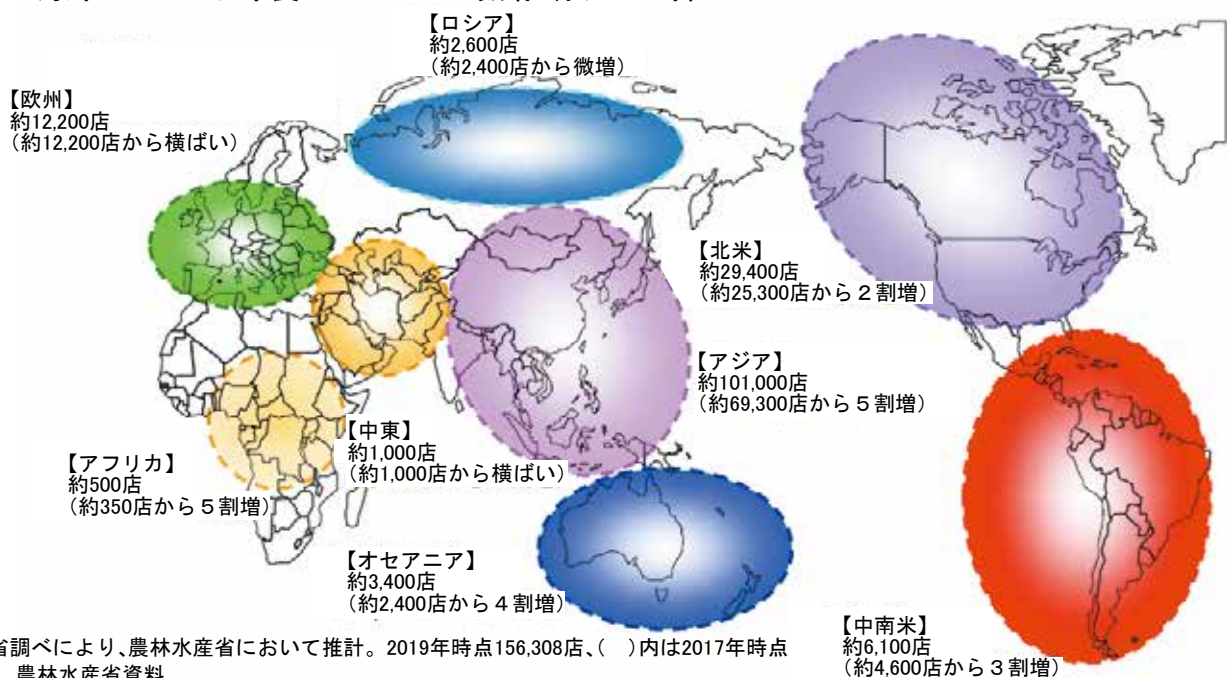 【ロシア】
約2,600店
（約2,400店から微増）
【欧州】
約12,200店
（約12,200店から横ばい）
【北米】
約29,400店
（約25,300店から２割増）
【アジア】
約101,000店
（約69,300店から５割増）
【中東】
約1,000店
（約1,000店から横ばい）
【アフリカ】
約500店
（約350店から５割増）
【オセアニア】
約3,400店
（約2,400店から４割増）
【中南米】
約6,100店
（約4,600店から３割増）
省調べにより、農林水産省において推計。2019年時点156,308店、（　）内は2017年時点
農林水産省資料